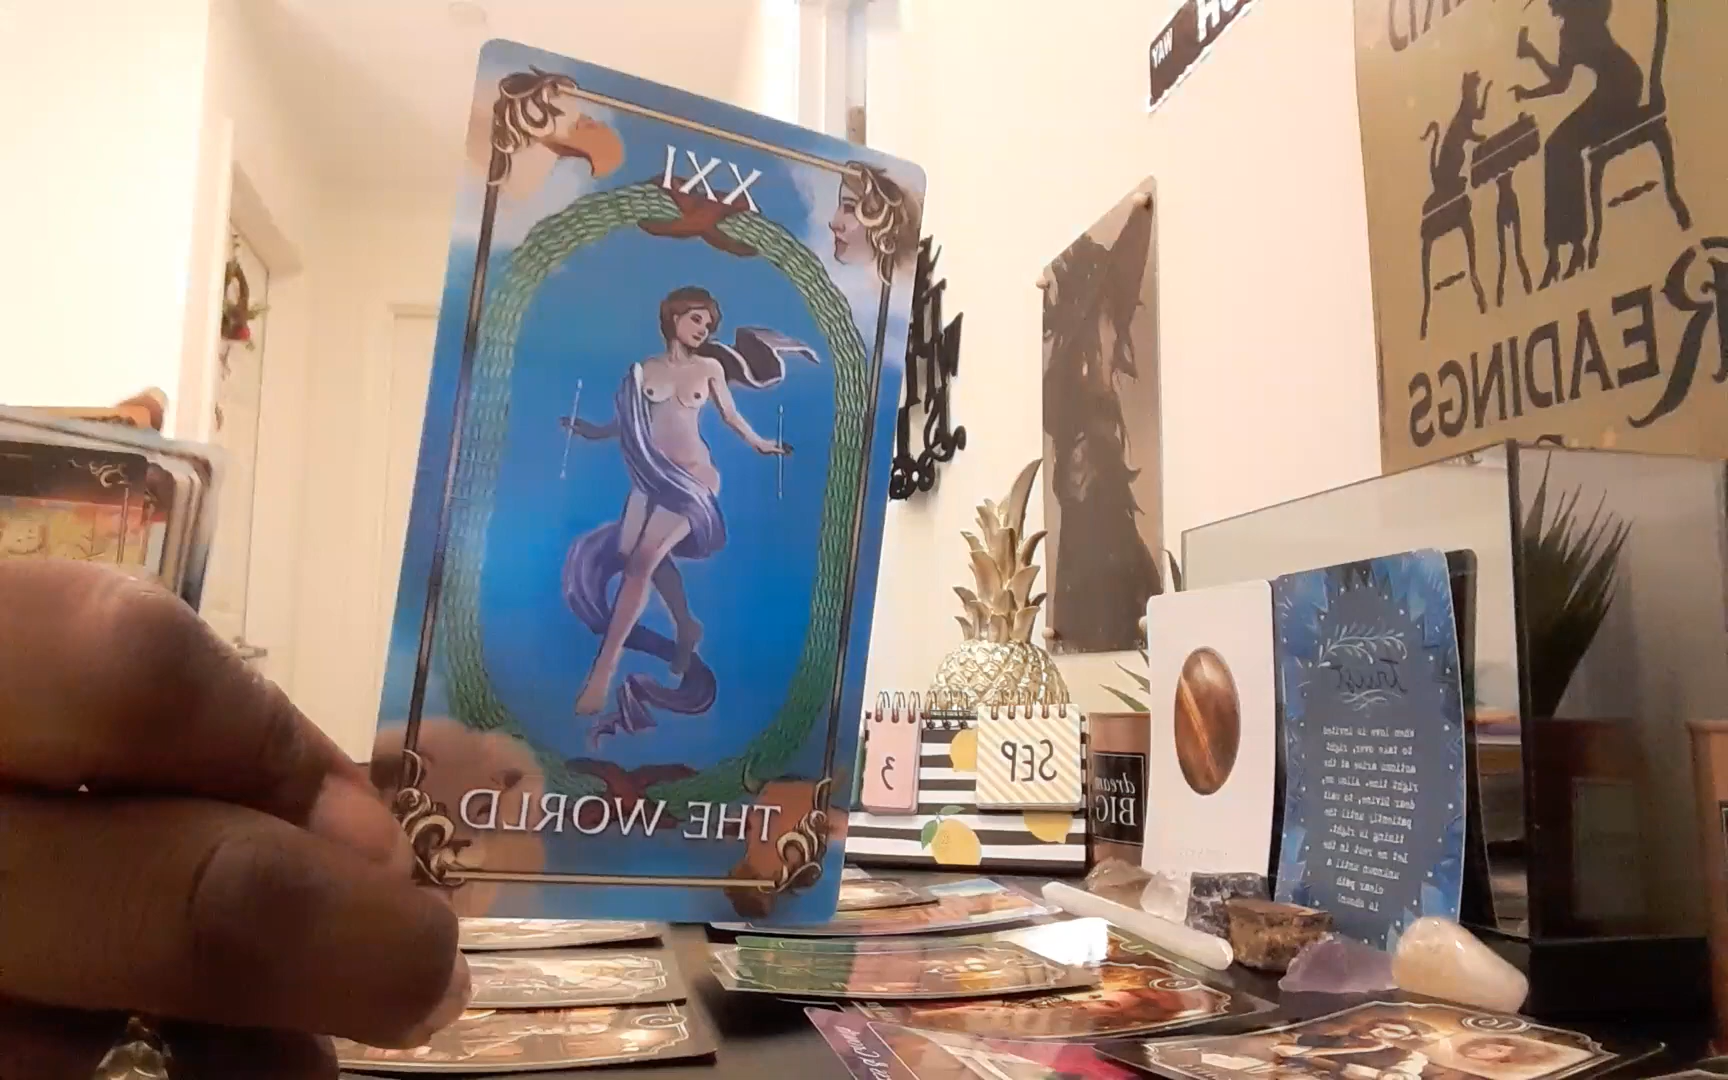 XXI
THE WORLD
WAY
READINGS
SEP
3
dream
BIG
Trust
when love is invited
to take over, right
actions arise at the
right time. Allow me,
dear Divine, to wait
patiently until the
timing is right.
Let me rest in the
unknown until a
clear path
is shown!